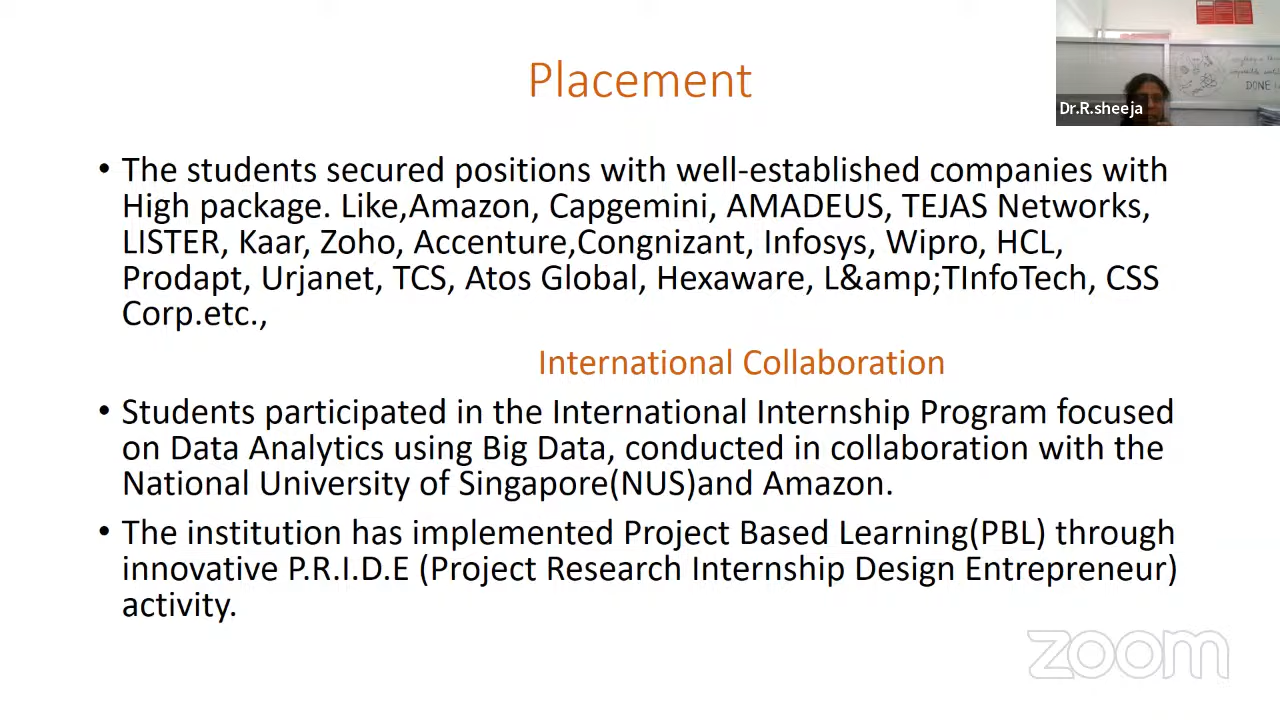 Placement
Dr.R.sheeja
DONE
• The students secured positions with well-established companies with
High package. Like,Amazon, Capgemini, AMADEUS, TEJAS Networks,
LISTER, Kaar, Zoho, Accenture,Congnizant, Infosys, Wipro, HCL,
Prodapt, Urjanet, TCS, Atos Global, Hexaware, L&amp;TInfoTech, CSS
Corp.etc.,
International Collaboration
• Students participated in the International Internship Program focused
on Data Analytics using Big Data, conducted in collaboration with the
National University of Singapore(NUS)and Amazon.
• The institution has implemented Project Based Learning(PBL) through
innovative P.R.I.D.E (Project Research Internship Design Entrepreneur)
activity.
zoom